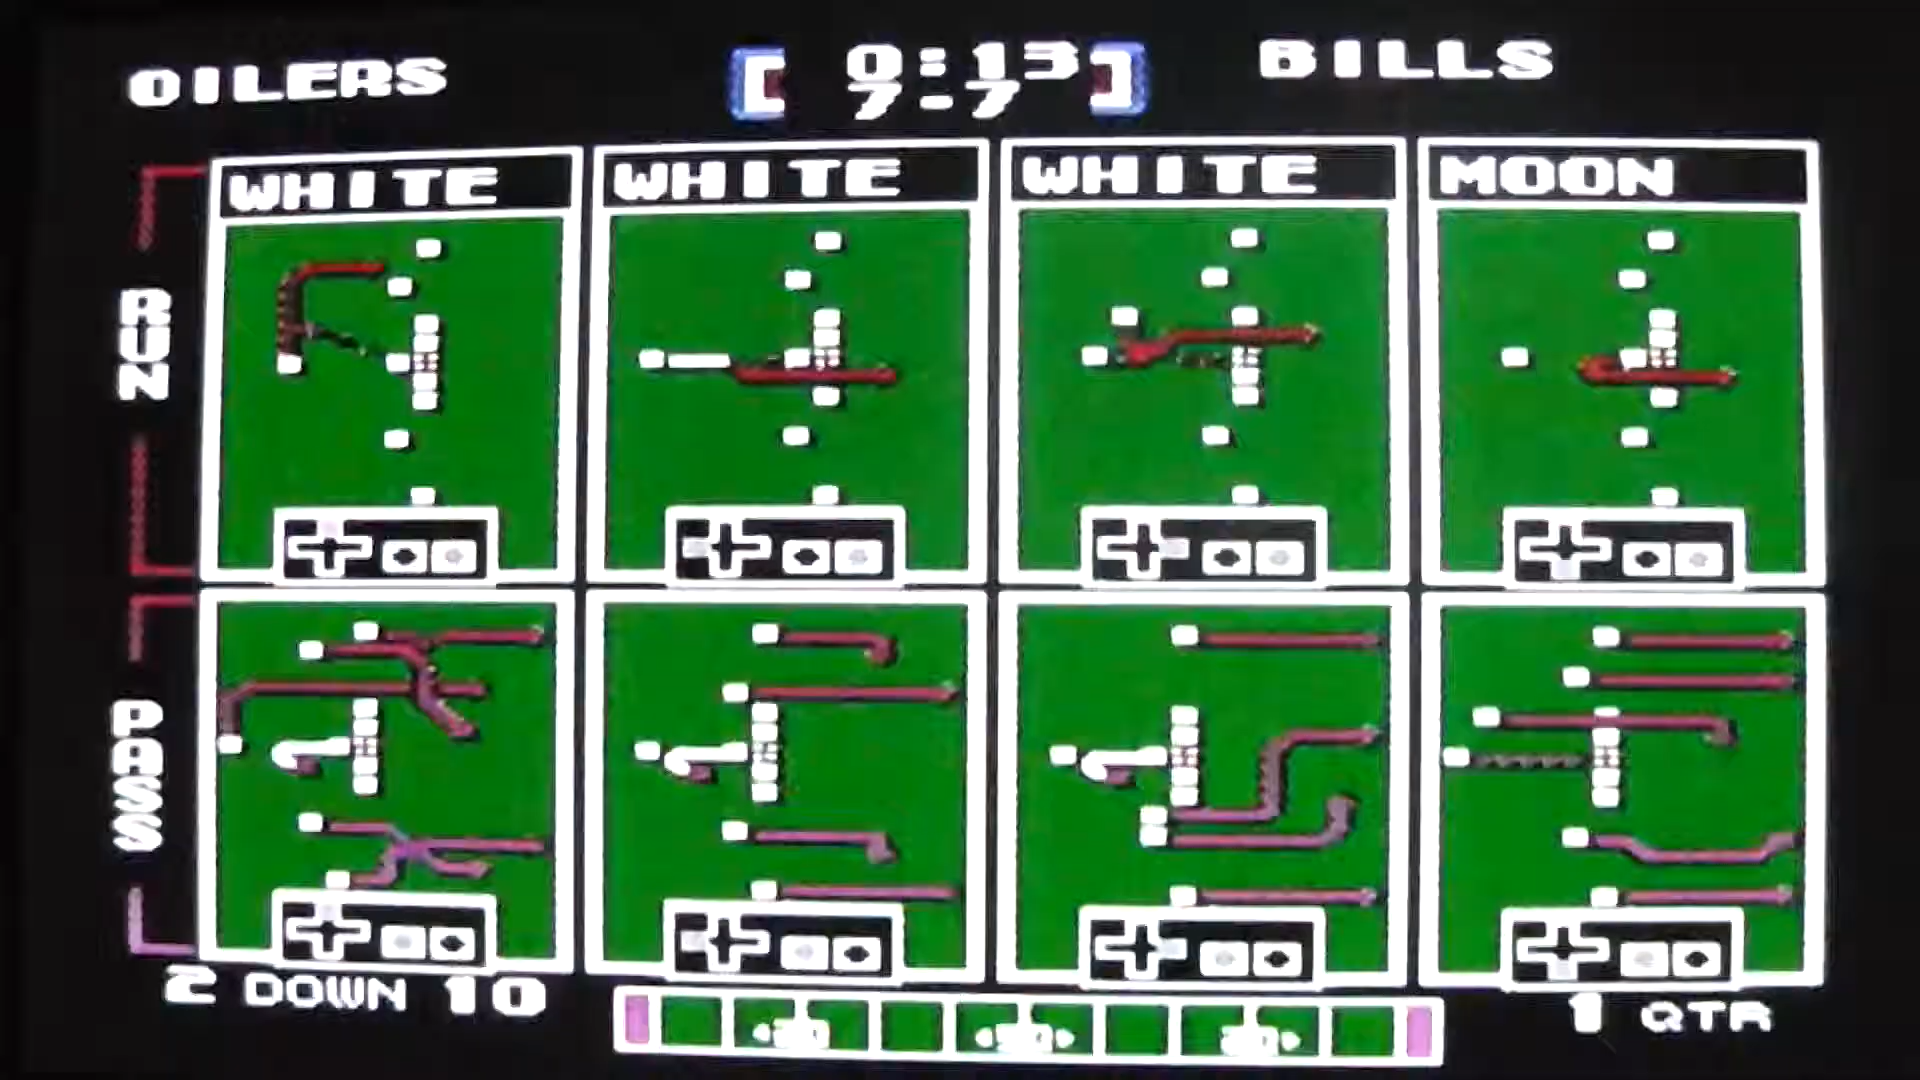 OILERS 0:13 BILLS
7-7
WHITE WHITE WHITE MOON
RUN
PASS
2 DOWN 10 1 QTR